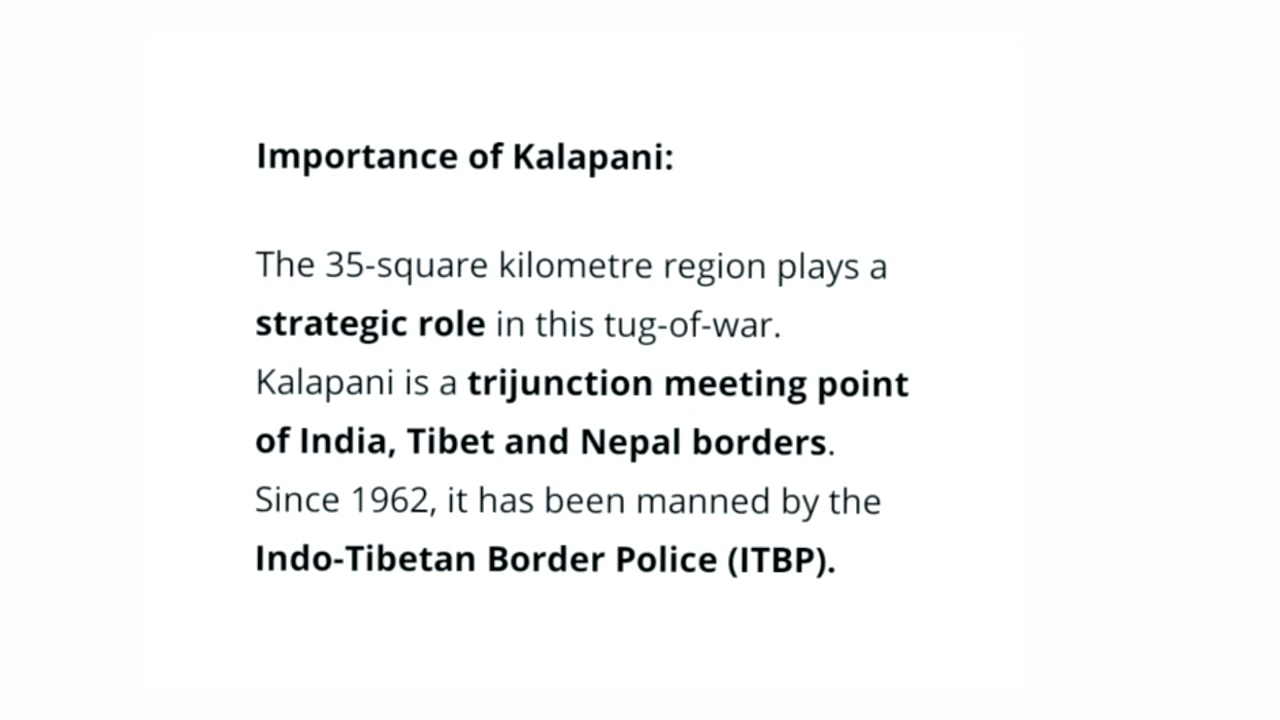 Importance of Kalapani:
The 35-square kilometre region plays a
strategic role in this tug-of-war.
Kalapani is a trijunction meeting point
of India, Tibet and Nepal borders.
Since 1962, it has been manned by the
Indo-Tibetan Border Police (ITBP).